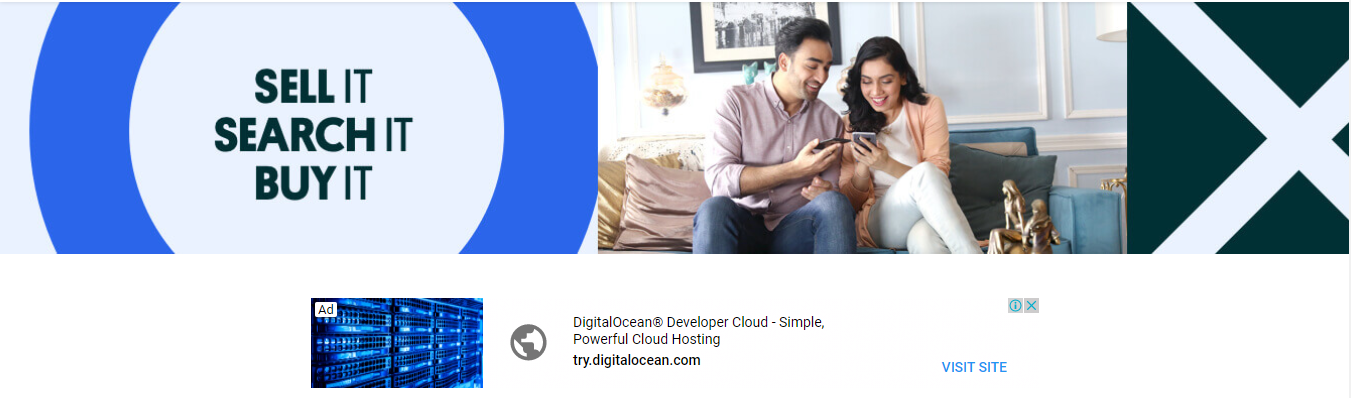 SELL IT
SEARCH IT
BUY IT
Ad
DigitalOcean® Developer Cloud - Simple,
Powerful Cloud Hosting
try.digitalocean.com
VISIT SITE